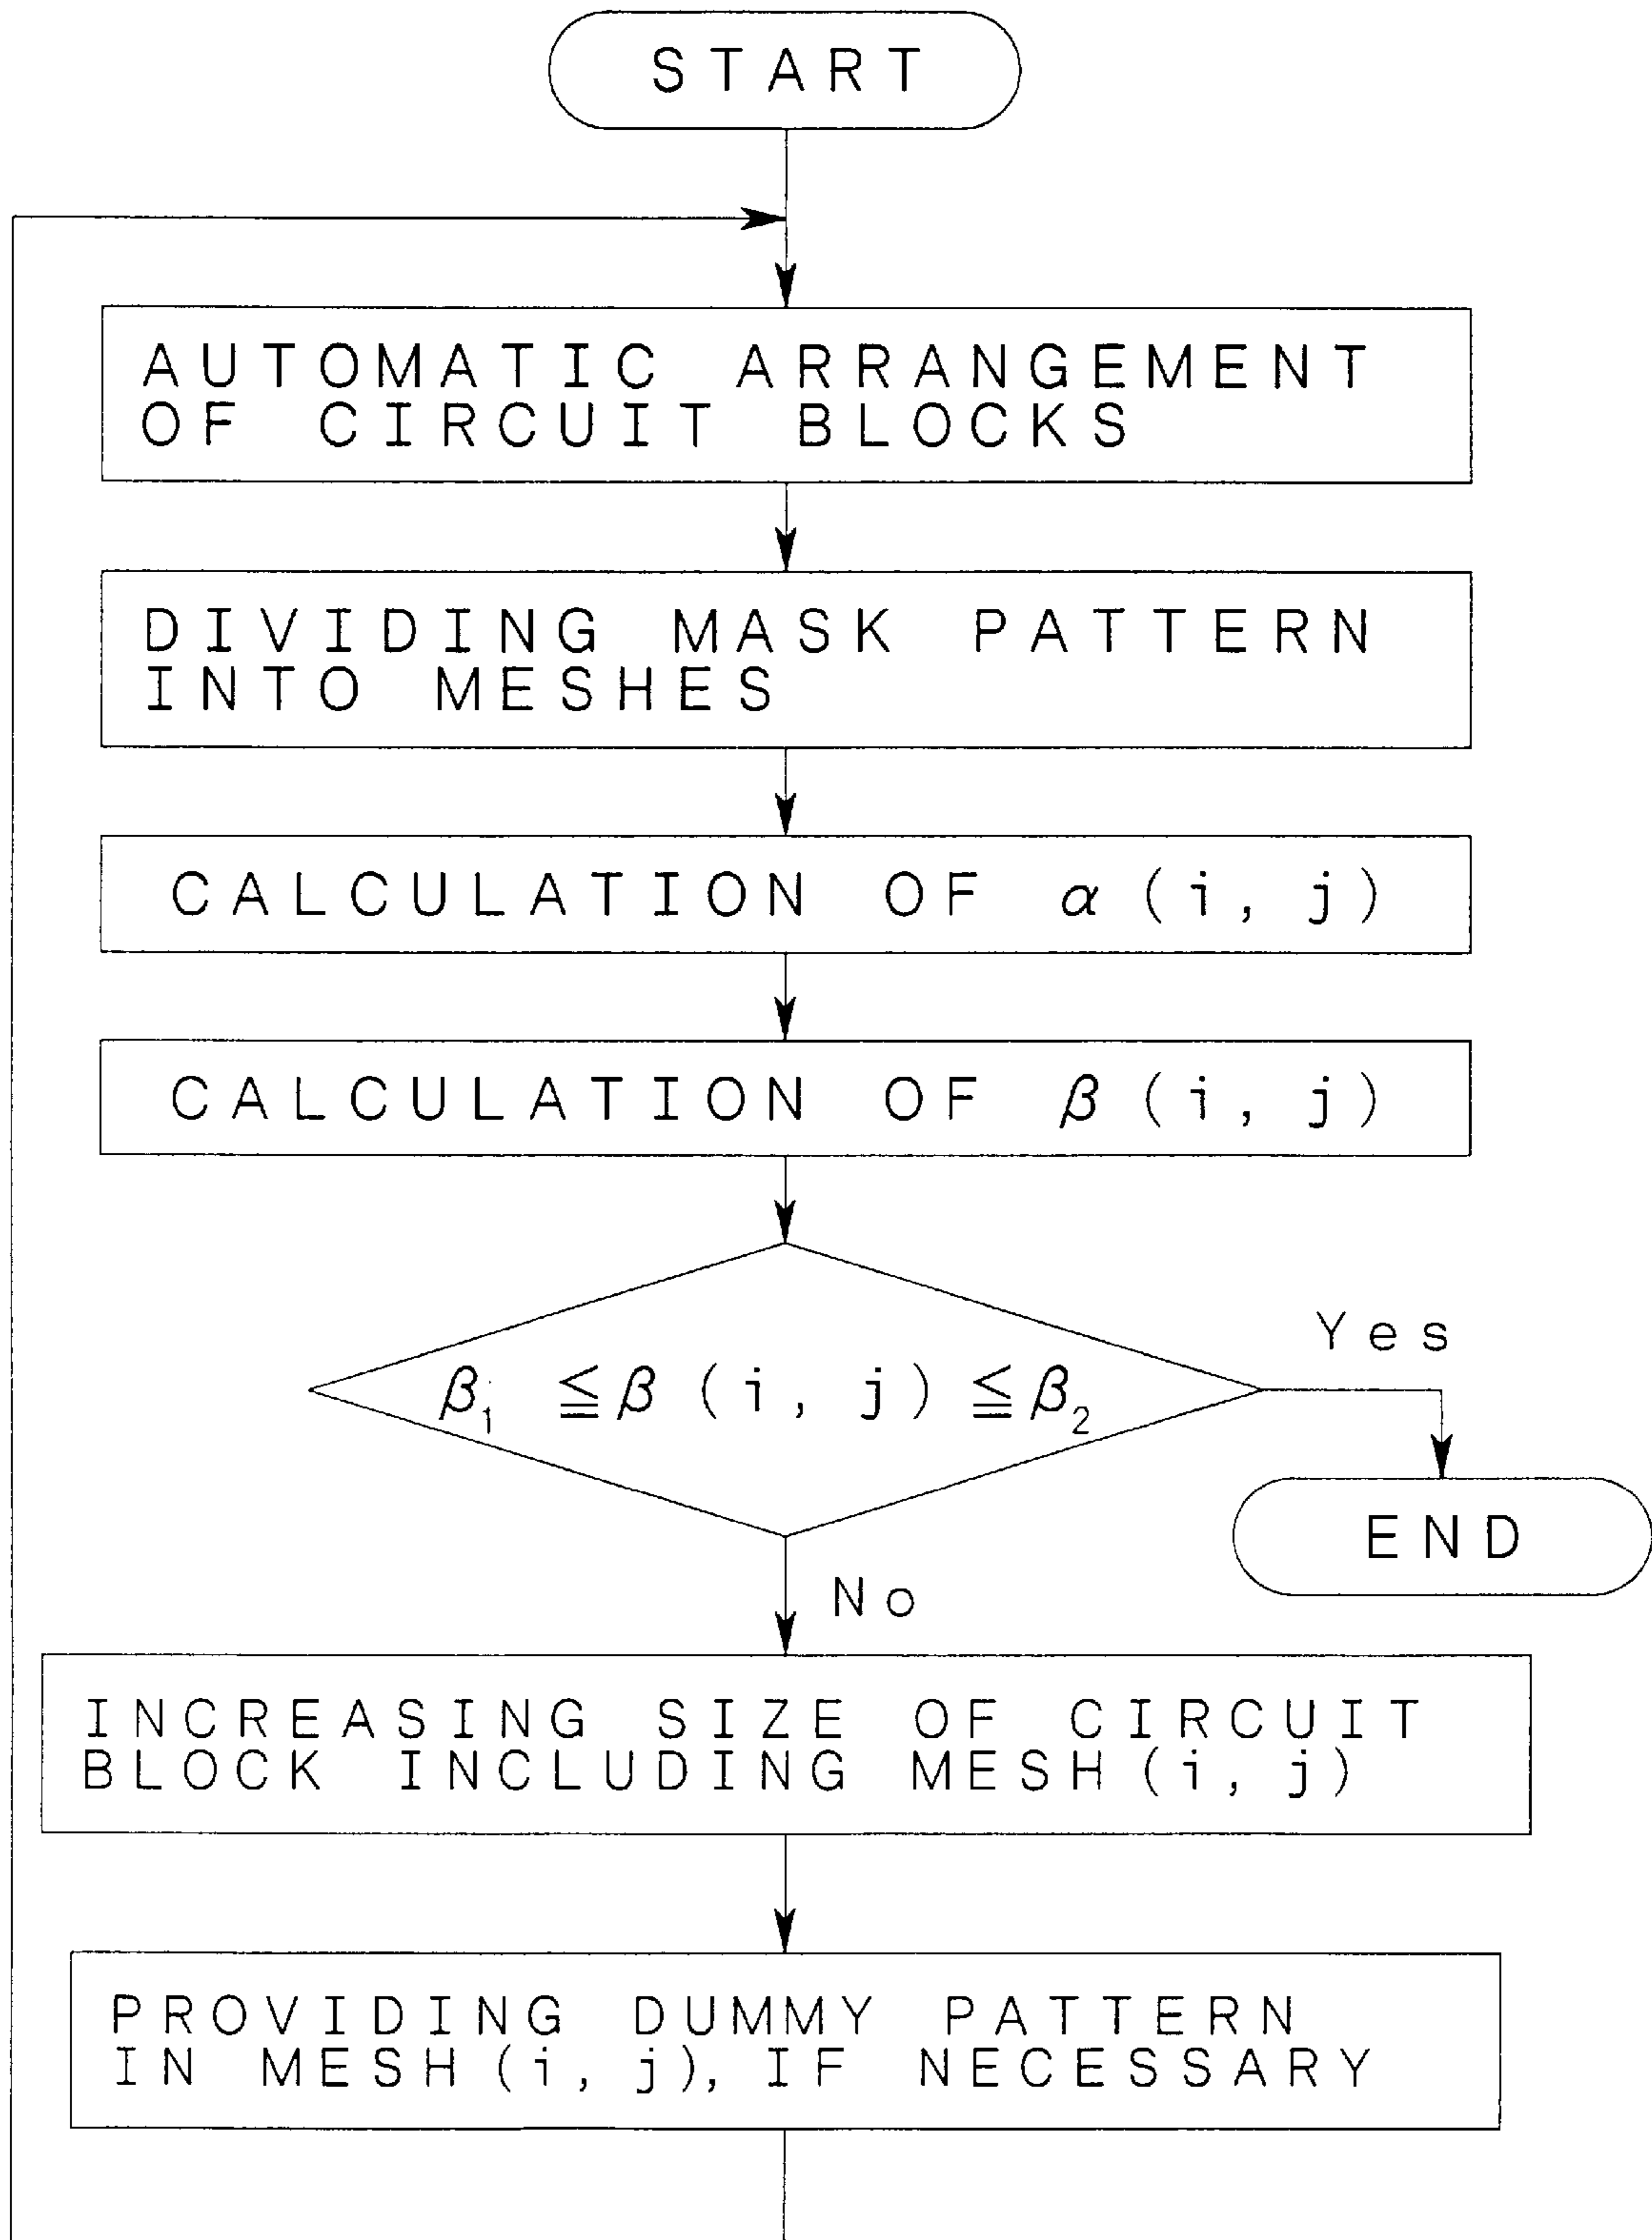 START
AUTOMATIC ARRANGEMENT
OF CIRCUIT BLOCKS
DIVIDING MASK PATTERN
INTO MESHES
CALCULATION OF α (i, j)
CALCULATION OF β (i, j)
β₁ ≦ β (i, j) ≦ β₂
Yes
END
No
INCREASING SIZE OF CIRCUIT
BLOCK INCLUDING MESH (i, j)
PROVIDING DUMMY PATTERN
IN MESH (i, j), IF NECESSARY